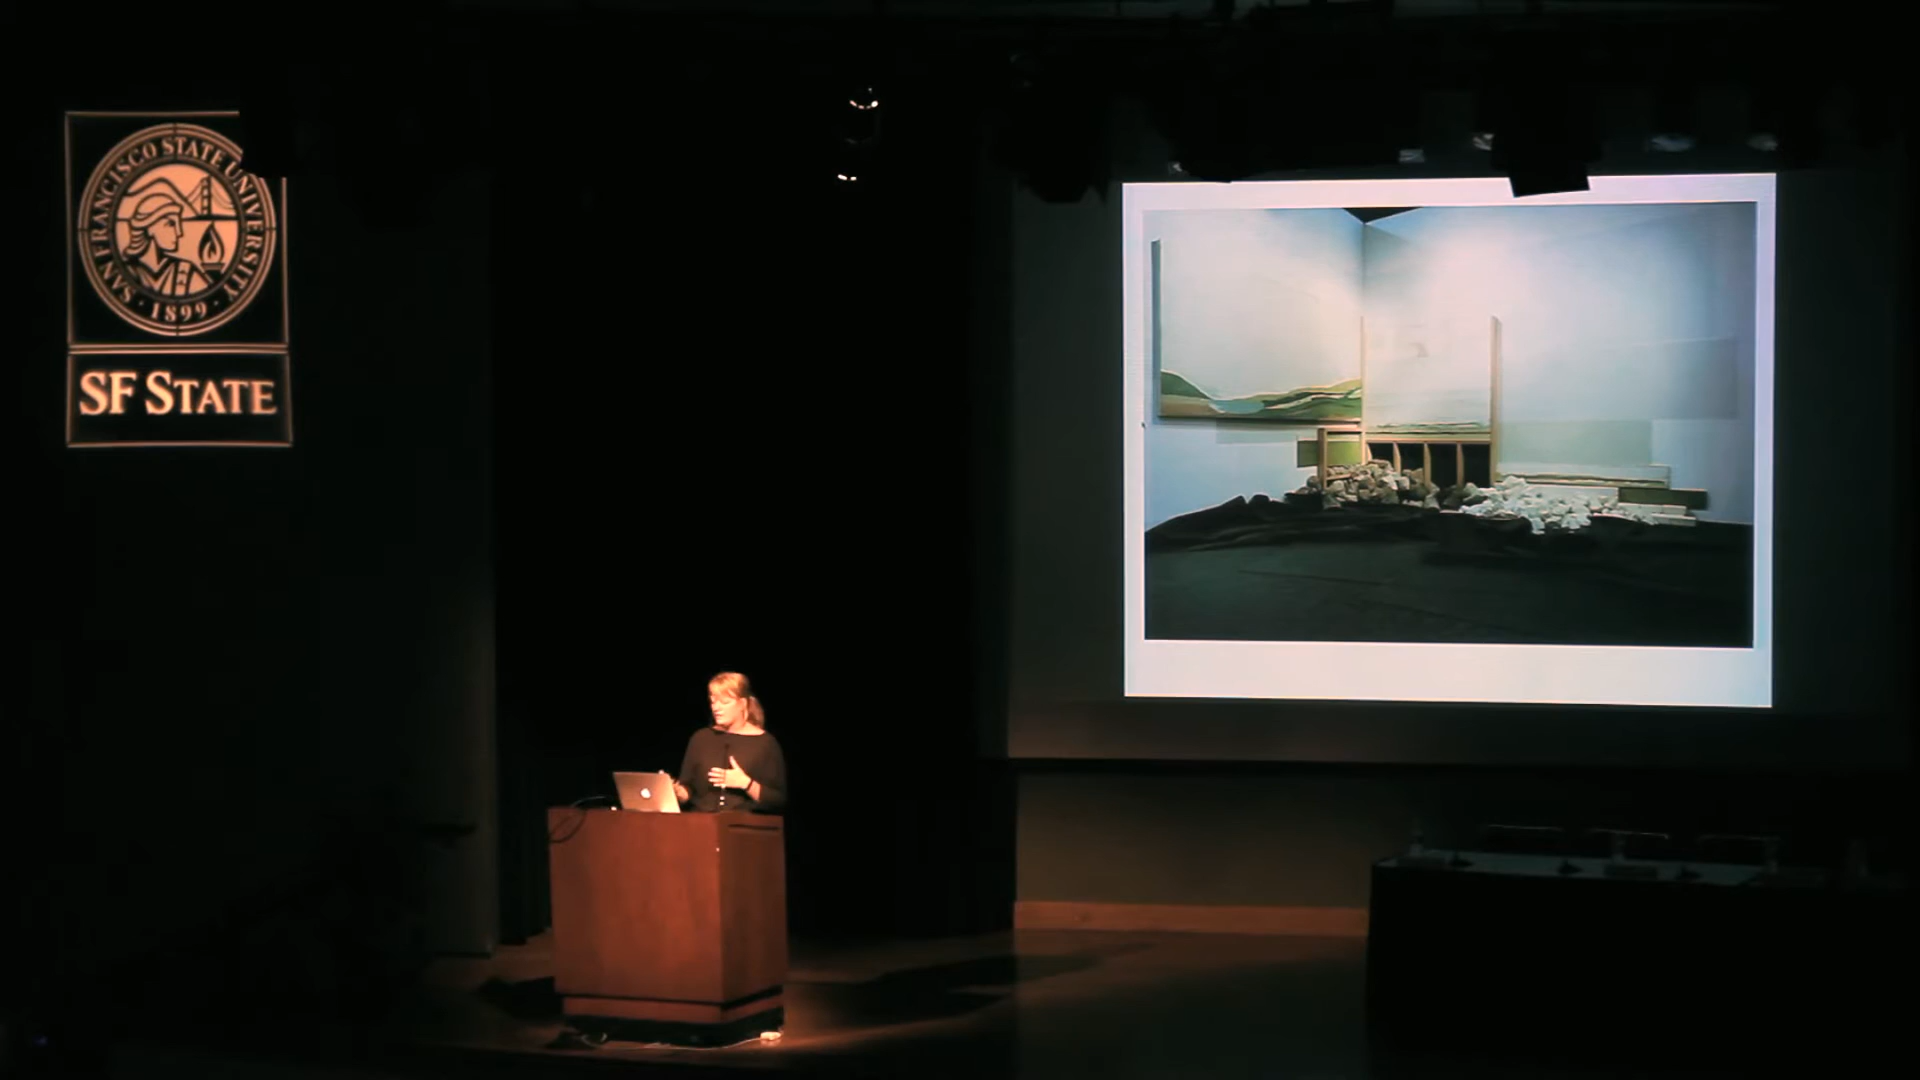 SAN FRANCISCO STATE UNIVERSITY
· 1899 ·
SF STATE